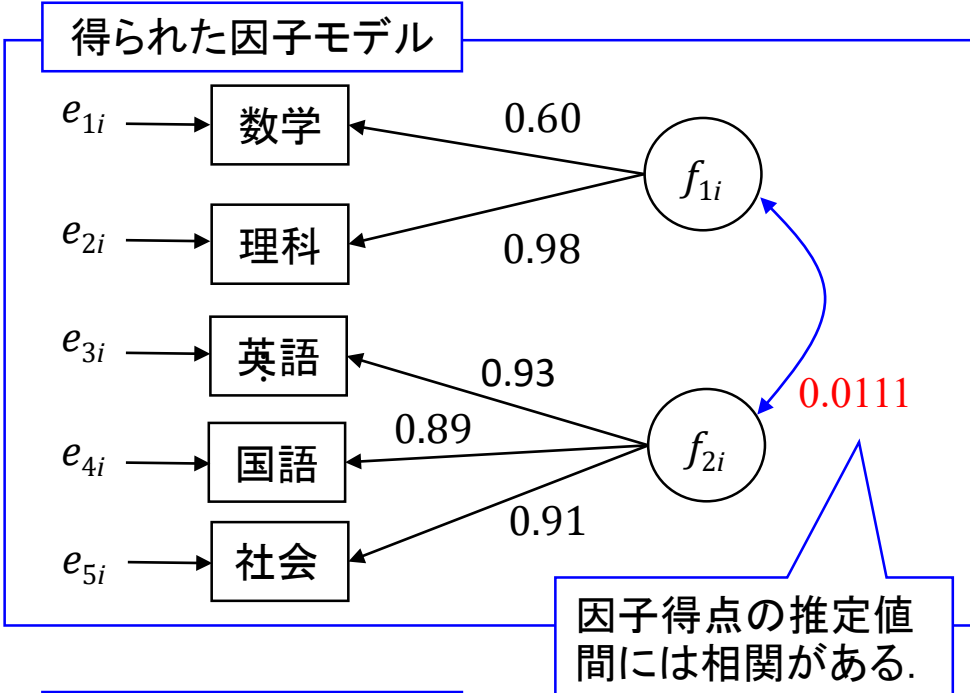 得られた因子モデル
e1i
数学
0.60
f1i
e2i
理科
0.98
e3i
英語
0.93
0.0111
e4i
国語
0.89
f2i
e5i
社会
0.91
因子得点の推定値
間には相関がある.